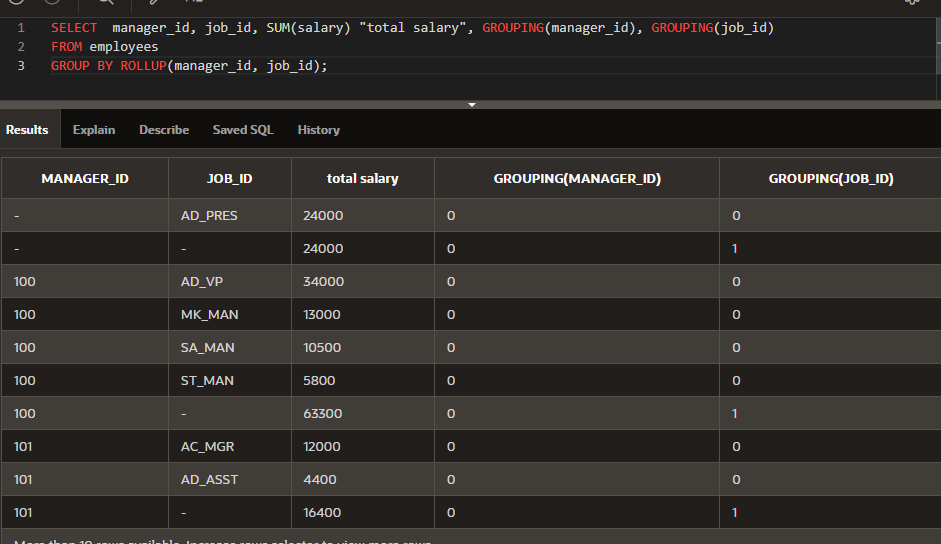 1 SELECT  manager_id, job_id, SUM(salary) "total salary", GROUPING(manager_id), GROUPING(job_id)
2 FROM employees
3 GROUP BY ROLLUP(manager_id, job_id);
Results Explain Describe Saved SQL History
MANAGER_ID JOB_ID total salary GROUPING(MANAGER_ID) GROUPING(JOB_ID)
- AD_PRES 24000 0 0
- - 24000 0 1
100 AD_VP 34000 0 0
100 MK_MAN 13000 0 0
100 SA_MAN 10500 0 0
100 ST_MAN 5800 0 0
100 - 63300 0 1
101 AC_MGR 12000 0 0
101 AD_ASST 4400 0 0
101 - 16400 0 1
More than 10 rows available. Increase rows selector to view more rows.